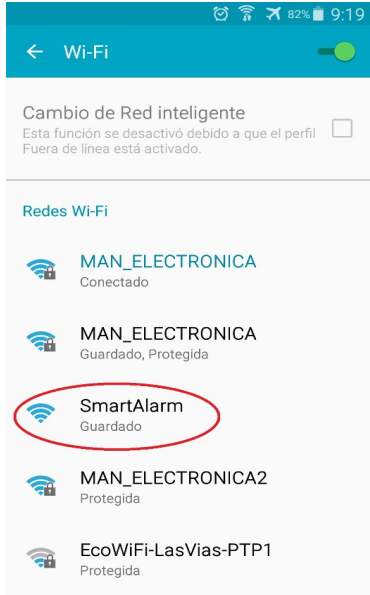 82% 9:19
Wi-Fi
Cambio de Red inteligente
Esta función se desactivó debido a que el perfil
Fuera de línea está activado.
Redes Wi-Fi
MAN_ELECTRONICA
Conectado
MAN_ELECTRONICA
Guardado, Protegida
SmartAlarm
Guardado
MAN_ELECTRONICA2
Protegida
EcoWiFi-LasVias-PTP1
Protegida